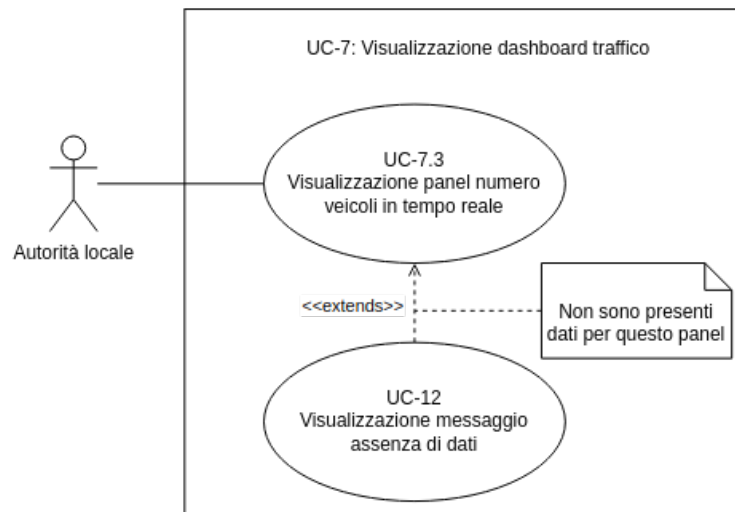 UC-7: Visualizzazione dashboard traffico
UC-7.3
Visualizzazione panel numero
veicoli in tempo reale
Autorità locale
<<extends>>
Non sono presenti
dati per questo panel
UC-12
Visualizzazione messaggio
assenza di dati